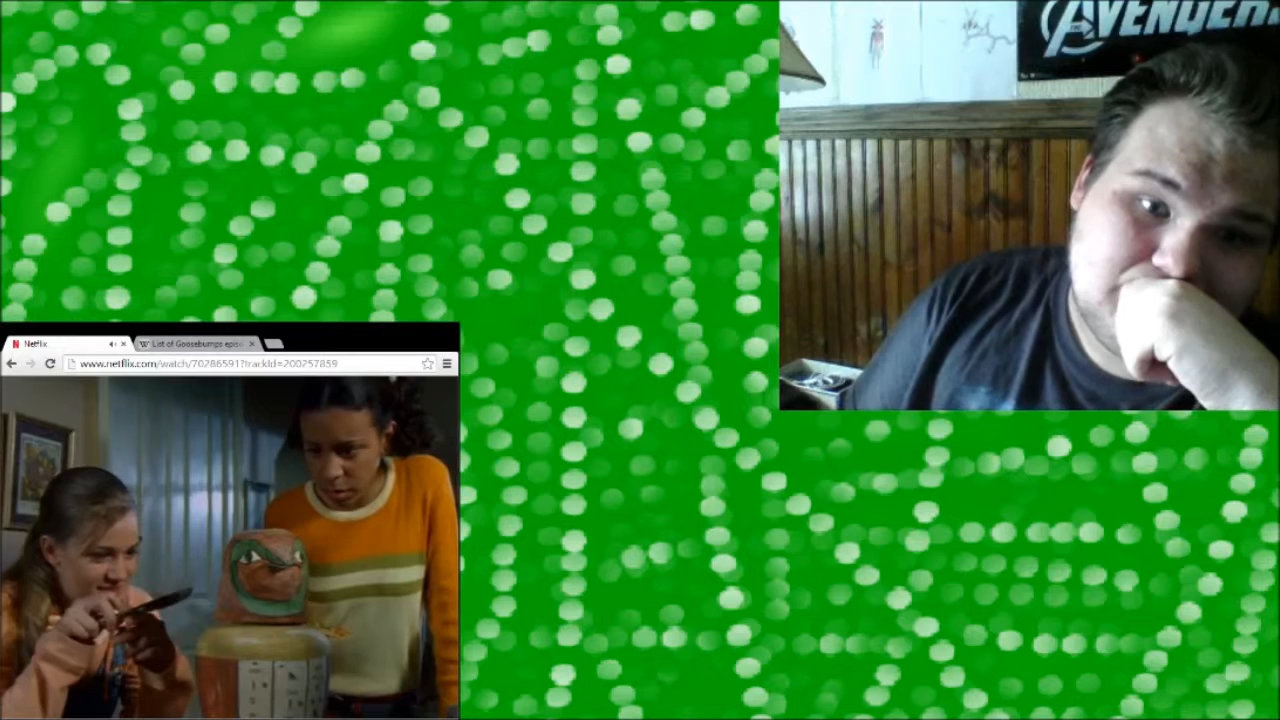 AVENGER
Netflix
List of Goosebumps epis
www.netflix.com/watch/70286591?trackId=200257859